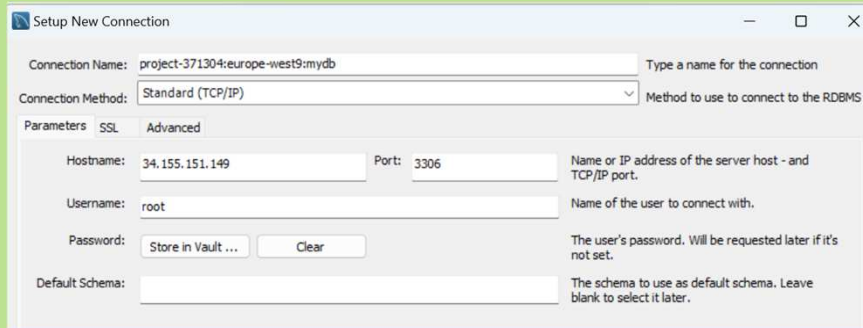 Setup New Connection
Connection Name: project-371304:europe-west9:mydb Type a name for the connection
Connection Method: Standard (TCP/IP) Method to use to connect to the RDBMS
Parameters SSL Advanced
Hostname: 34.155.151.149 Port: 3306 Name or IP address of the server host - and
TCP/IP port.
Username: root Name of the user to connect with.
Password: Store in Vault ... Clear The user's password. Will be requested later if it's
not set.
Default Schema: The schema to use as default schema. Leave
blank to select it later.